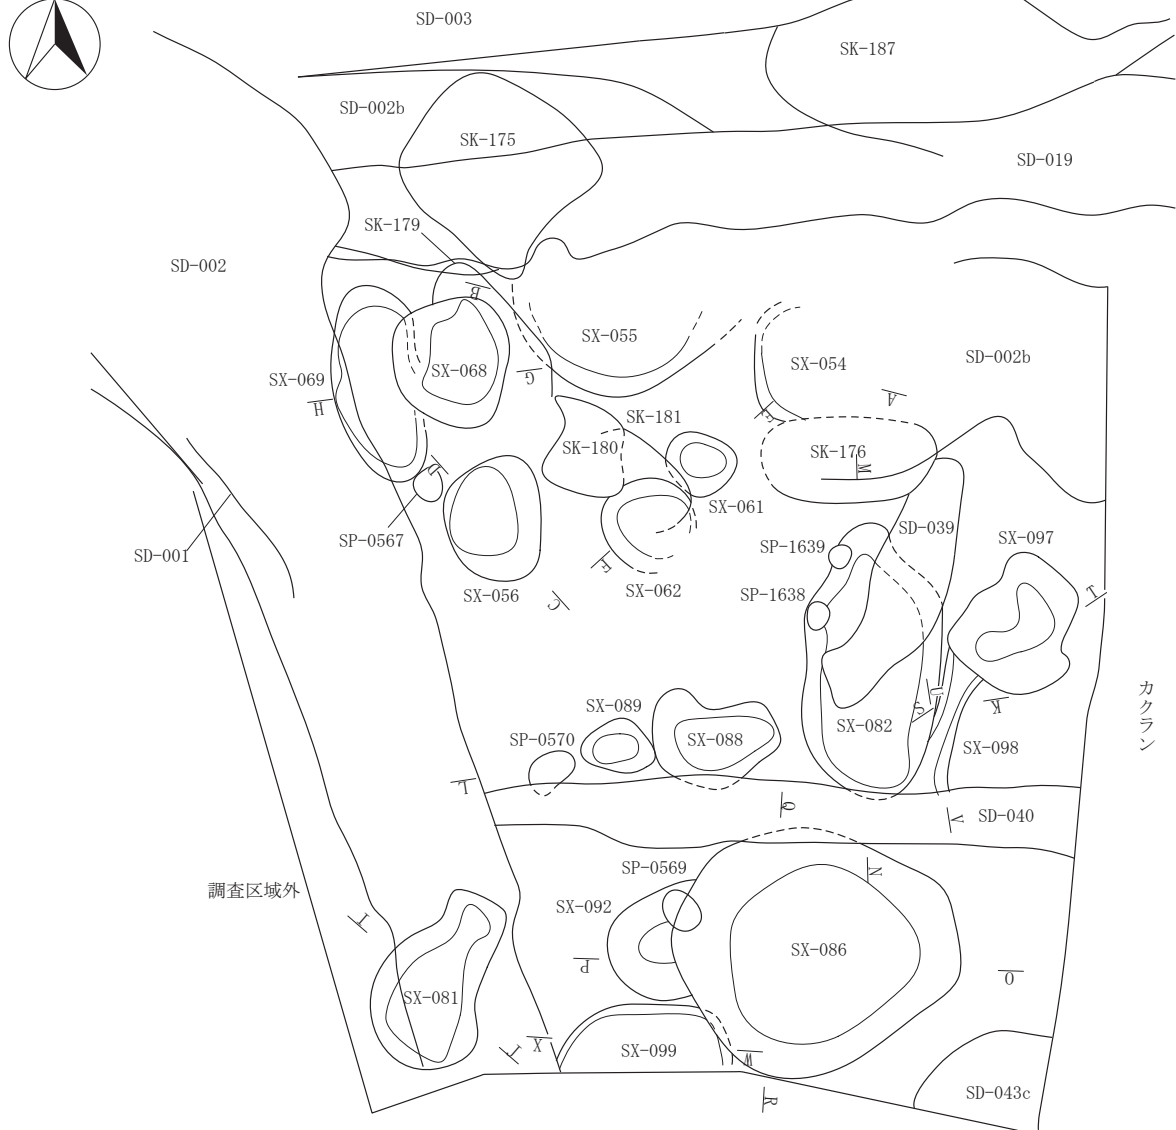 SD-003
SK-187
SD-002b
SK-175
SD-019
SK-179
SD-002
B
SX-055
SX-054
SD-002b
SX-069
SX-068
G
H
A
SK-181
E
SK-180
SK-176
M
D
SX-061
SD-039
SP-0567
SX-097
SD-001
SP-1639
F
SX-056
SX-062
SP-1638
C
カクラン
U
S
K
SX-089
SX-082
SP-0570
SX-088
SX-098
L
Q
V
SD-040
SP-0569
N
調査区域外
SX-092
SX-086
P
O
SX-081
X
SX-099
W
SD-043c
R